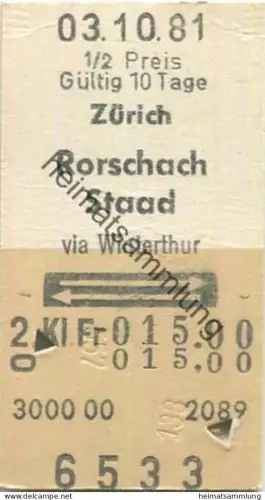 03.10.81
1/2 Preis
Gültig 10 Tage
Zürich
Rorschach
Staad
via Winterthur
heimatsammlung
2. Kl Fr 015.00
0 015.00
3000 00 2089
6533